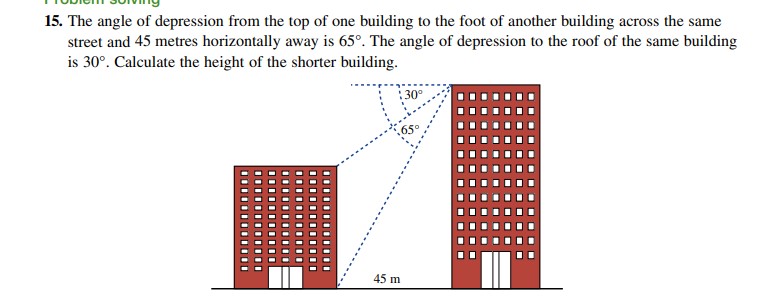 Problem solving
15. The angle of depression from the top of one building to the foot of another building across the same
street and 45 metres horizontally away is 65°. The angle of depression to the roof of the same building
is 30°. Calculate the height of the shorter building.
30°
65°
45 m